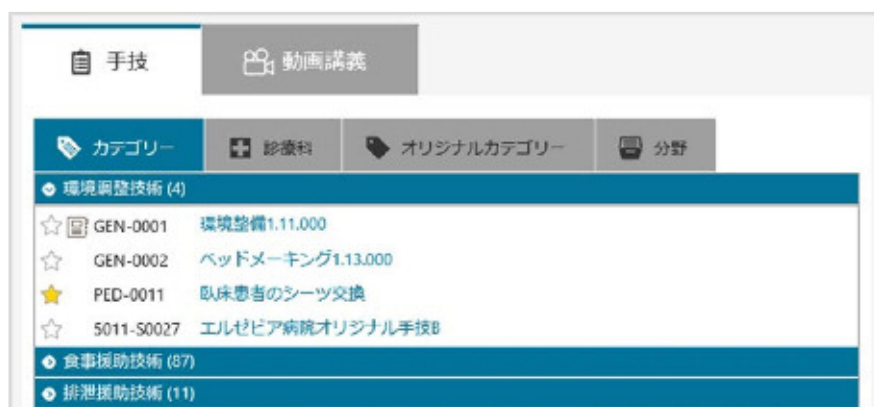 手技 動画講義
カテゴリー 診療科 オリジナルカテゴリー 分野
環境調整技術 (4)
GEN-0001 環境整備1.11.000
GEN-0002 ベッドメーキング1.13.000
PED-0011 臥床患者のシーツ交換
5011-S0027 エルゼビア病院オリジナル手技B
食事援助技術 (87)
排泄援助技術 (11)